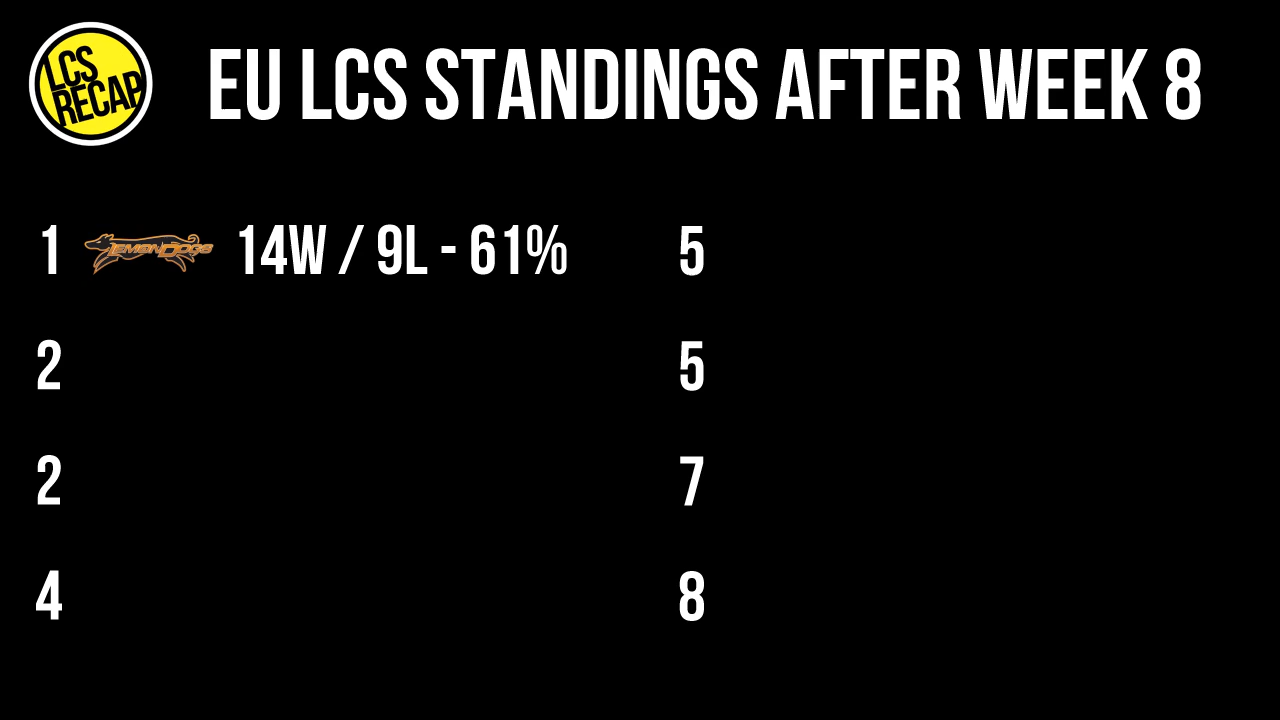 LCS
RECAP
EU LCS STANDINGS AFTER WEEK 8
1 LEMONDOGS 14W / 9L - 61%
2
2
4
5
5
7
8